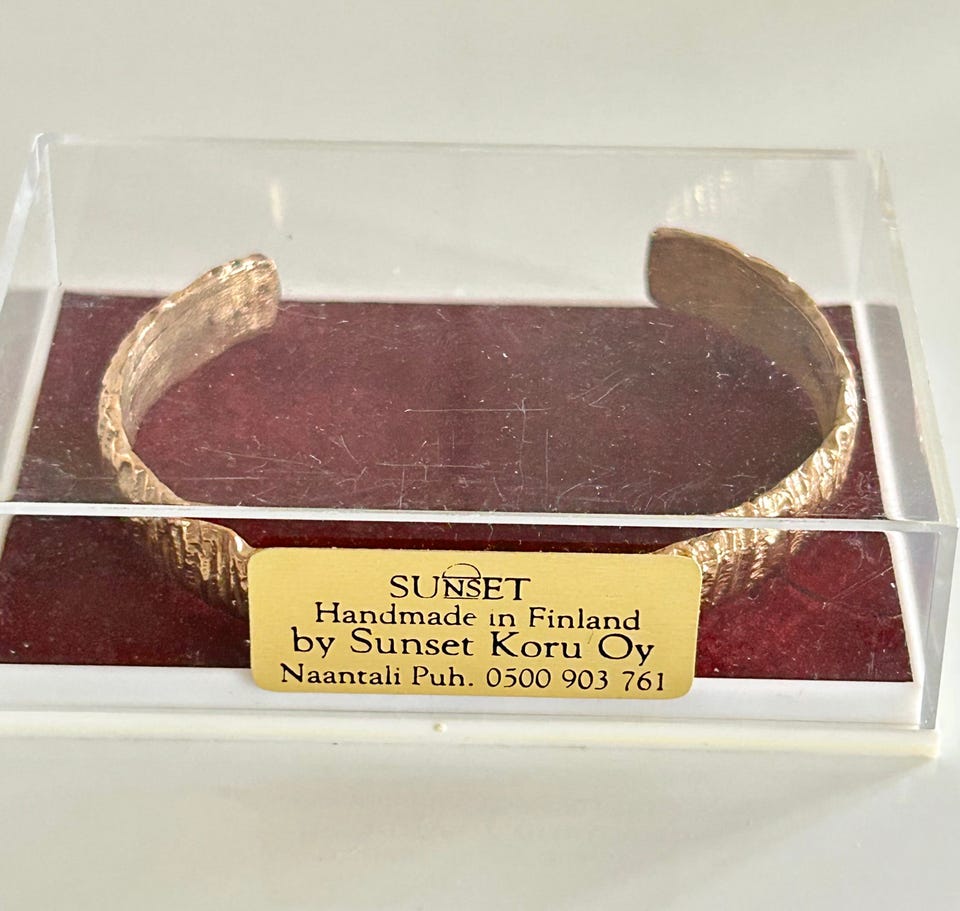 SUNSET
Handmade in Finland
by Sunset Koru Oy
Naantali Puh. 0500 903 761